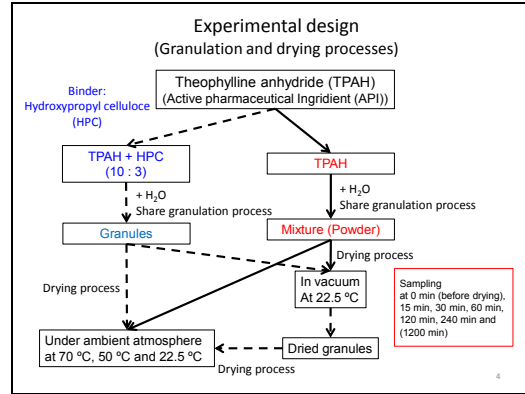 Experimental design
(Granulation and drying processes)
Binder:
Hydroxypropyl celluloce
(HPC)
Theophylline anhydride (TPAH)
(Active pharmaceutical Ingridient (API))
TPAH + HPC
(10 : 3)
TPAH
+ H₂O
Share granulation process
+ H₂O
Share granulation process
Granules
Mixture (Powder)
Drying process
Drying process
In vacuum
At 22.5 ºC
Sampling
at 0 min (before drying),
15 min, 30 min, 60 min,
120 min, 240 min and
(1200 min)
Under ambient atmosphere
at 70 ºC, 50 ºC and 22.5 ºC
Dried granules
Drying process
4